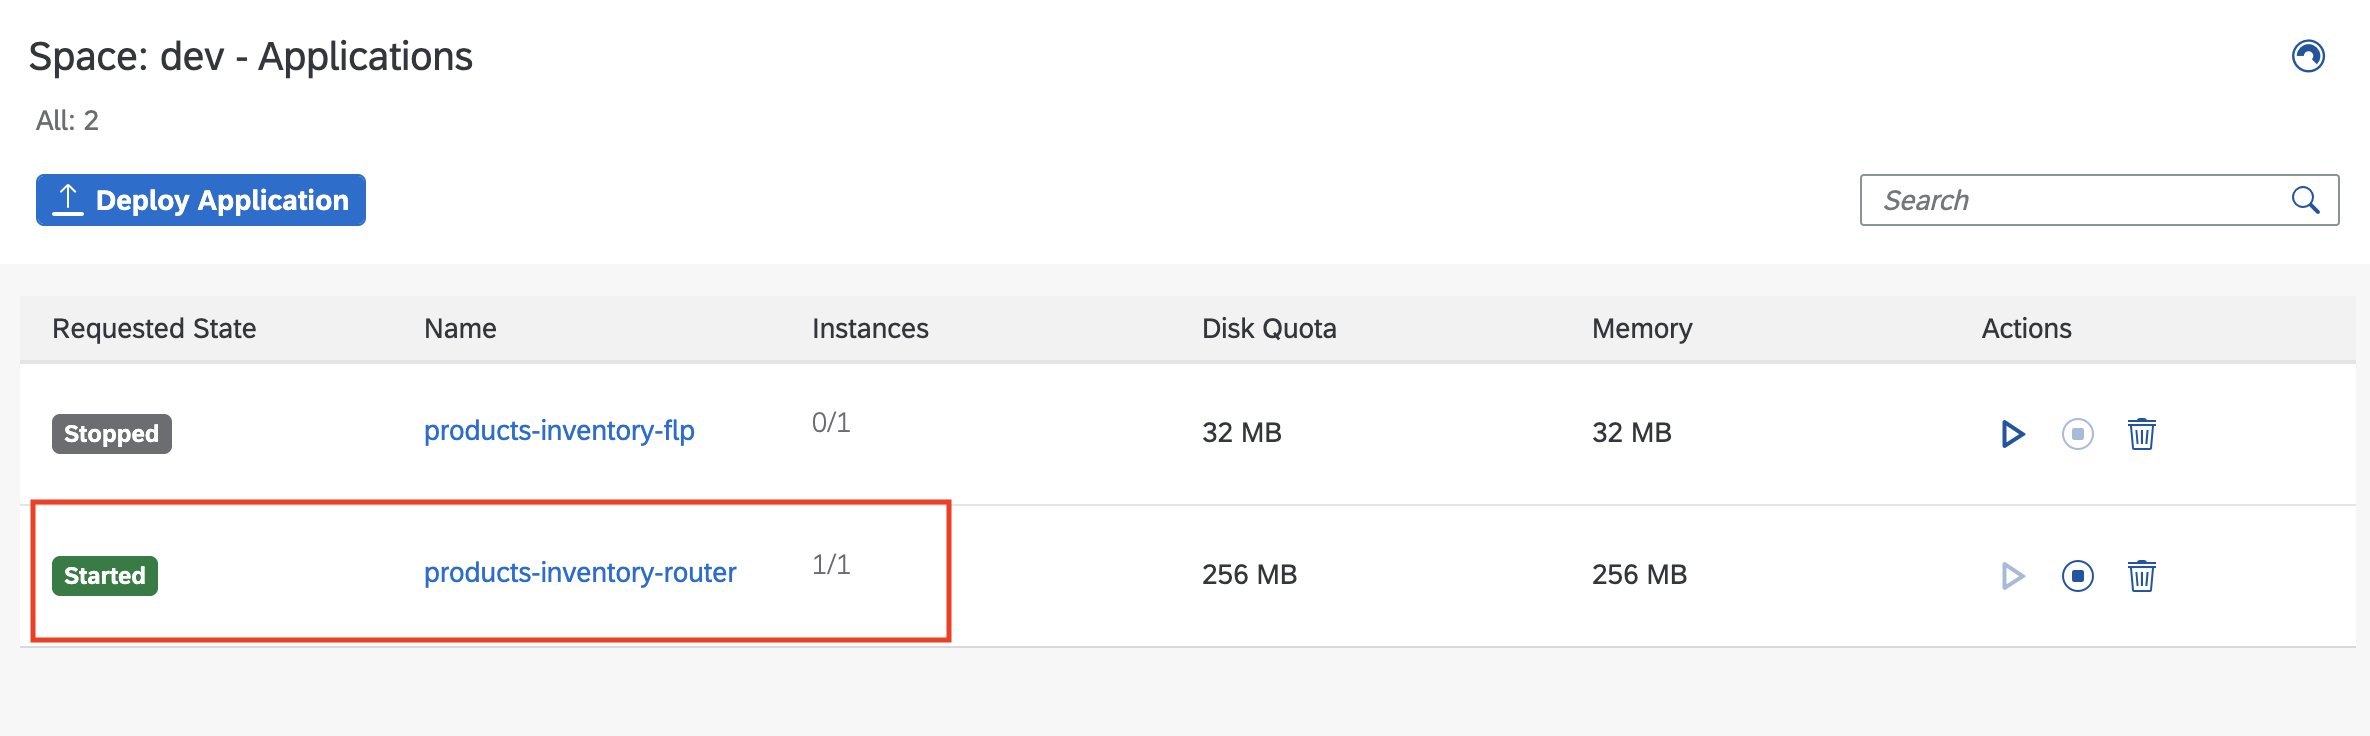 Space: dev - Applications
All: 2
Deploy Application
Search
Requested State Name Instances Disk Quota Memory Actions
Stopped products-inventory-flp 0/1 32 MB 32 MB
Started products-inventory-router 1/1 256 MB 256 MB